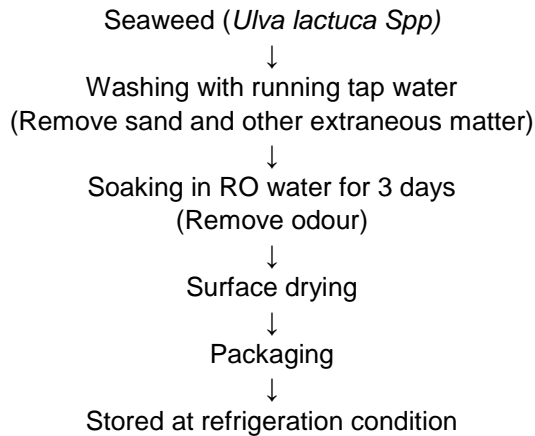 Seaweed (Ulva lactuca Spp)
↓
Washing with running tap water
(Remove sand and other extraneous matter)
↓
Soaking in RO water for 3 days
(Remove odour)
↓
Surface drying
↓
Packaging
↓
Stored at refrigeration condition